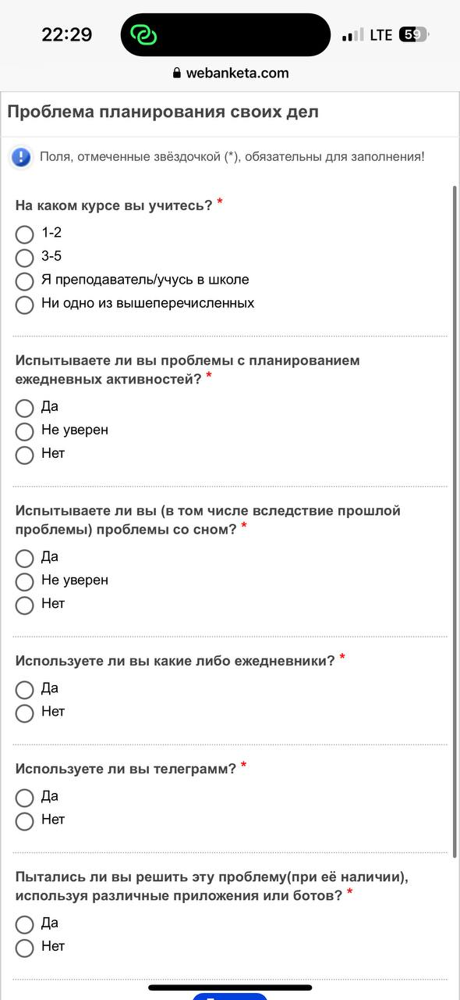 22:29
LTE 59
webanketa.com
Проблема планирования своих дел
Поля, отмеченные звёздочкой (*), обязательны для заполнения!
На каком курсе вы учитесь? *
1-2
3-5
Я преподаватель/учусь в школе
Ни одно из вышеперечисленных
Испытываете ли вы проблемы с планированием
ежедневных активностей? *
Да
Не уверен
Нет
Испытываете ли вы (в том числе вследствие прошлой
проблемы) проблемы со сном? *
Да
Не уверен
Нет
Используете ли вы какие либо ежедневники? *
Да
Нет
Используете ли вы телеграмм? *
Да
Нет
Пытались ли вы решить эту проблему(при её наличии),
используя различные приложения или ботов? *
Да
Нет